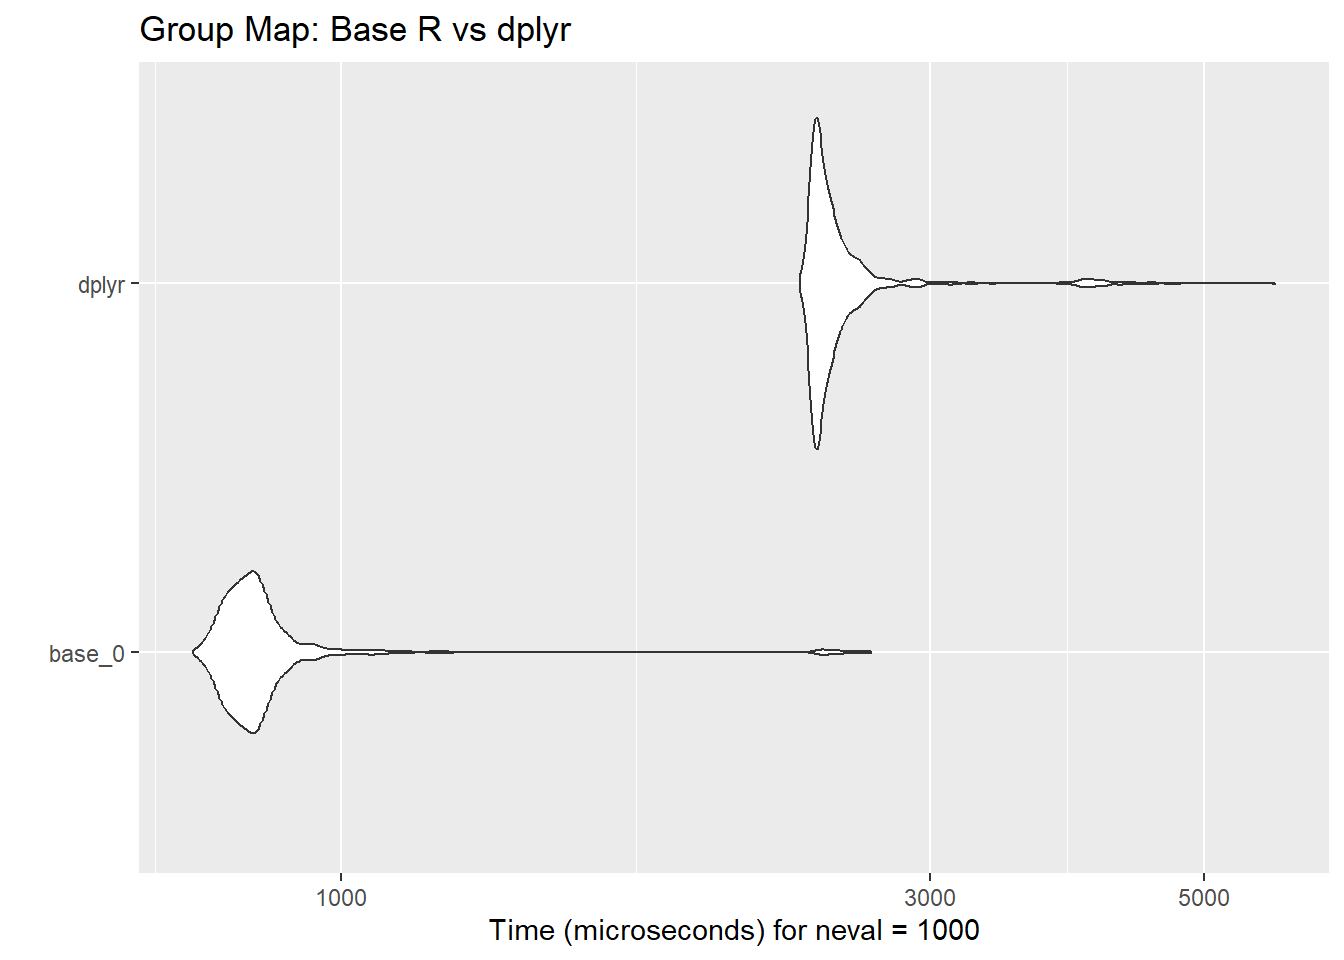 Group Map: Base R vs dplyr
dplyr
base_0
1000
3000
5000
Time (microseconds) for neval = 1000